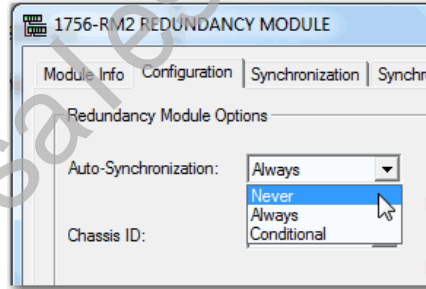 1756-RM2 REDUNDANCY MODULE
Module Info Configuration Synchronization
Redundancy Module Options
Auto-Synchronization: Always
Never
Always
Chassis ID: Conditional
sales